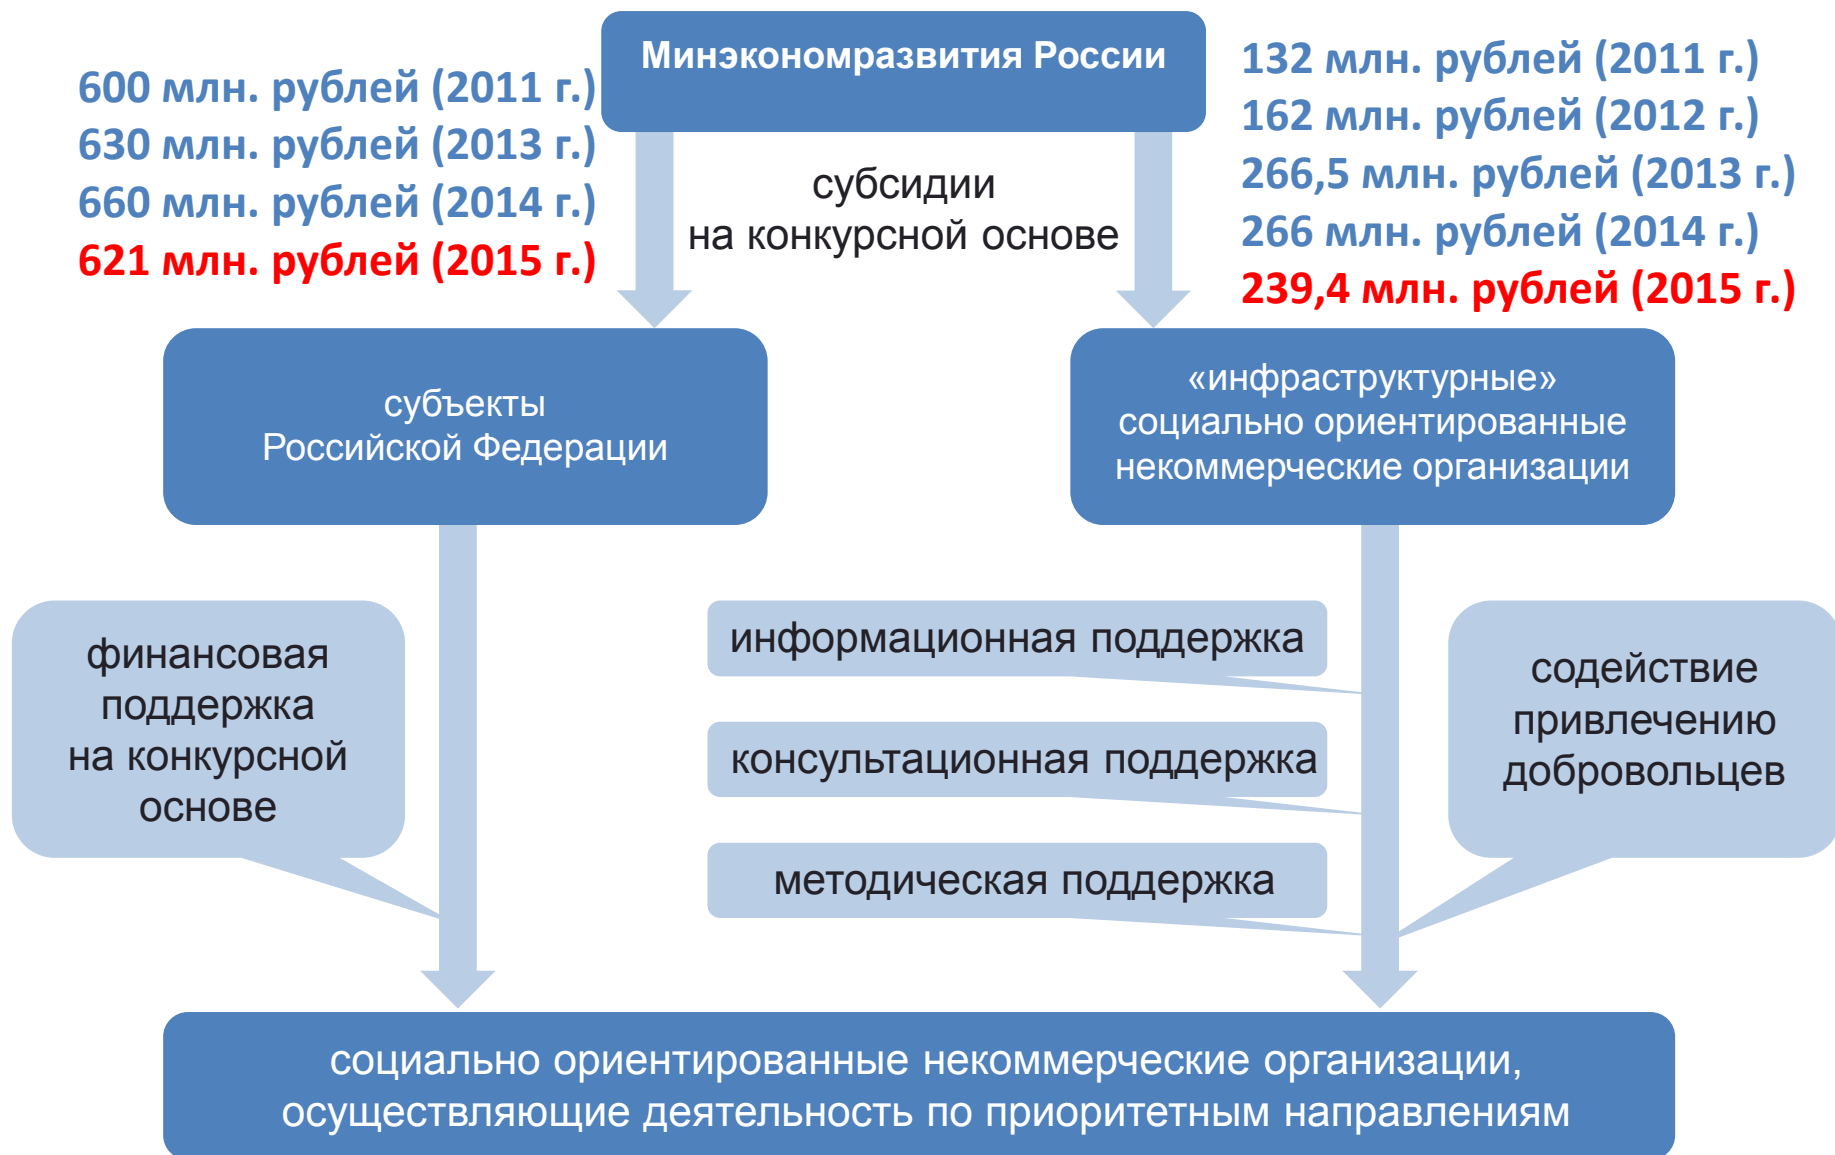 Минэкономразвития России
600 млн. рублей (2011 г.)
630 млн. рублей (2013 г.)
660 млн. рублей (2014 г.)
621 млн. рублей (2015 г.)
субсидии
на конкурсной основе
132 млн. рублей (2011 г.)
162 млн. рублей (2012 г.)
266,5 млн. рублей (2013 г.)
266 млн. рублей (2014 г.)
239,4 млн. рублей (2015 г.)
субъекты
Российской Федерации
«инфраструктурные»
социально ориентированные
некоммерческие организации
финансовая
поддержка
на конкурсной
основе
информационная поддержка
консультационная поддержка
методическая поддержка
содействие
привлечению
добровольцев
социально ориентированные некоммерческие организации,
осуществляющие деятельность по приоритетным направлениям